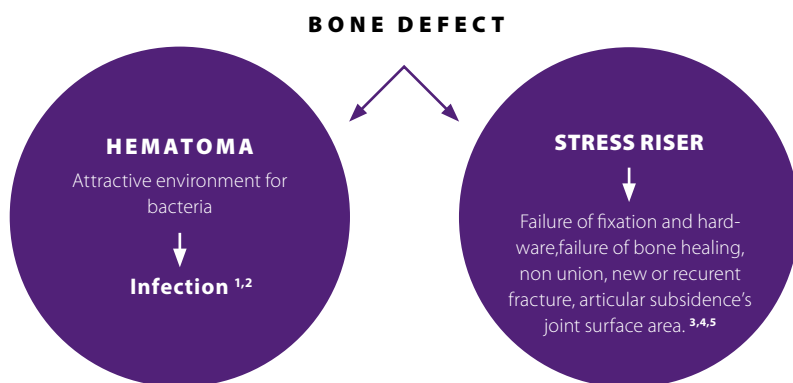 BONE DEFECT
HEMATOMA
Attractive environment for
bacteria
Infection 1,2
STRESS RISER
Failure of fixation and hard-
ware,failure of bone healing,
non union, new or recurent
fracture, articular subsidence's
joint surface area. 3,4,5